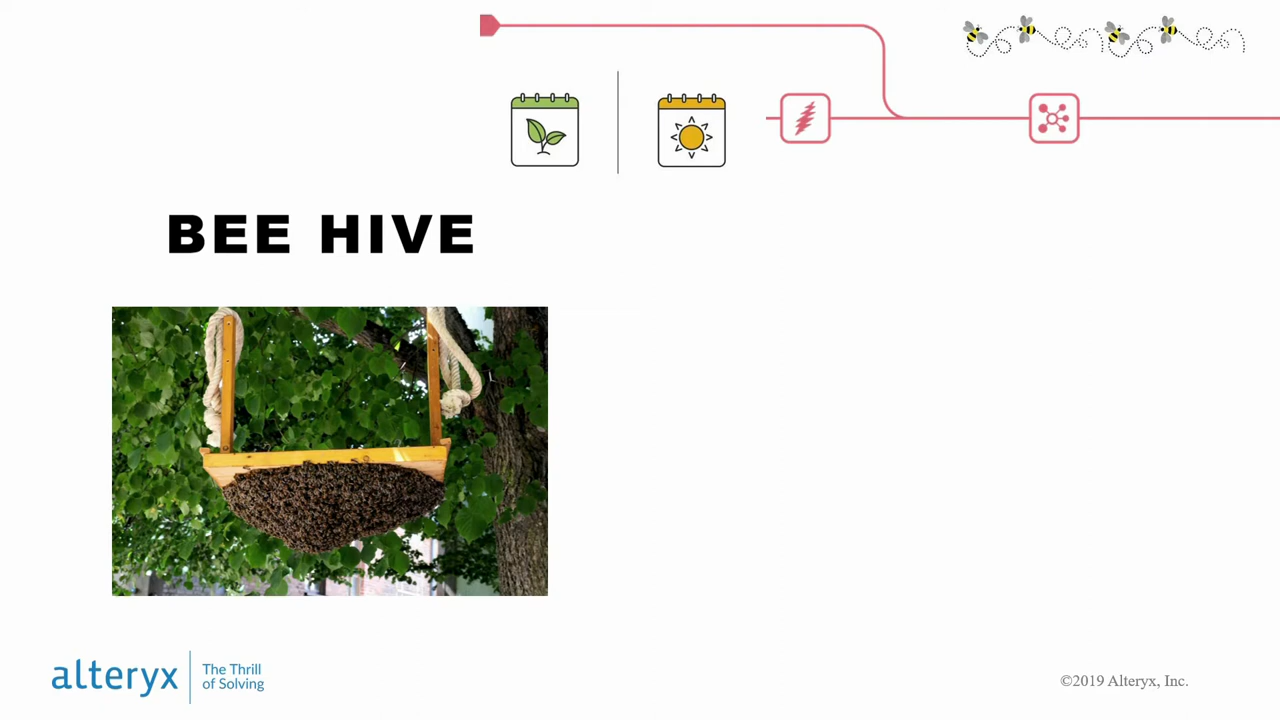 BEE HIVE
alteryx
The Thrill
of Solving
©2019 Alteryx, Inc.